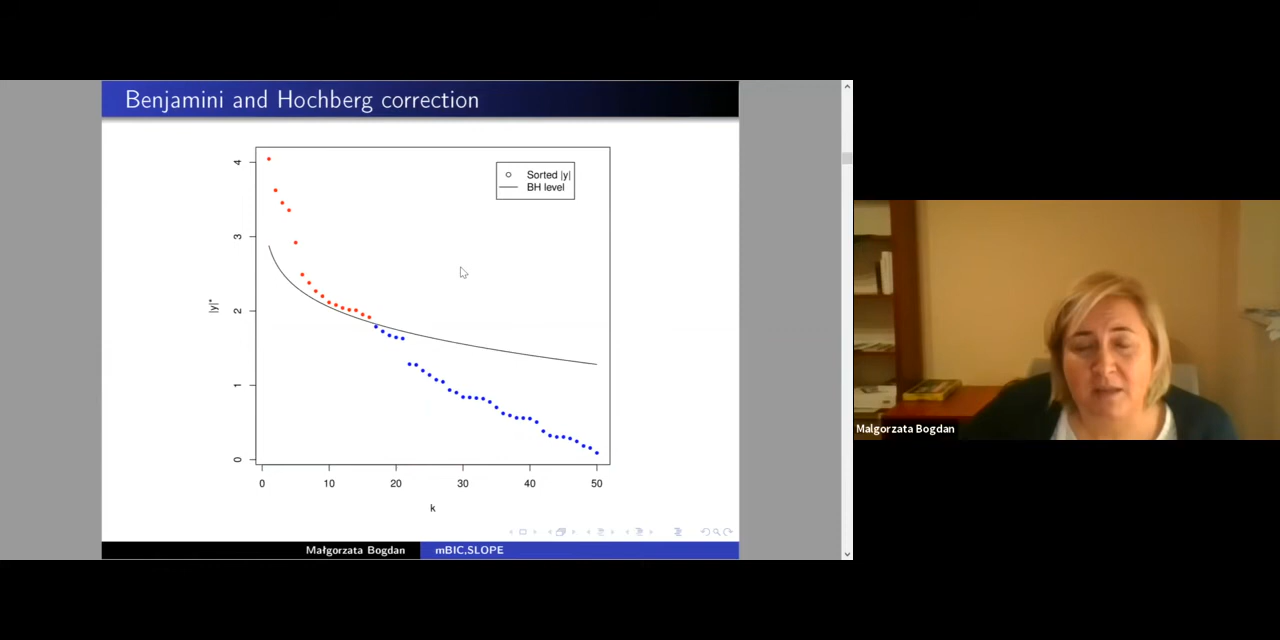 Benjamini and Hochberg correction
Sorted |y|
BH level
4
3
2
1
0
|y|*
0 10 20 30 40 50
k
Małgorzata Bogdan
mBIC,SLOPE
Malgorzata Bogdan